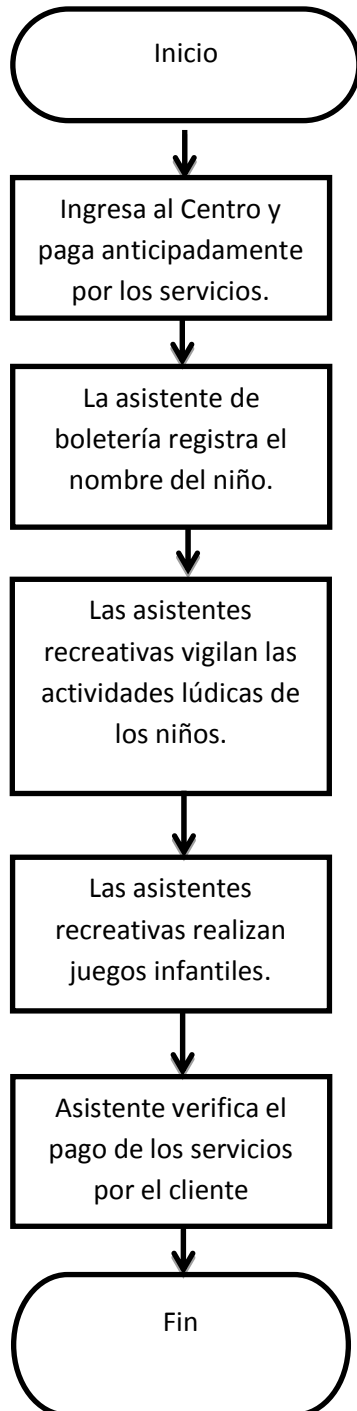 Inicio
Ingresa al Centro y
paga anticipadamente
por los servicios.
La asistente de
boletería registra el
nombre del niño.
Las asistentes
recreativas vigilan las
actividades lúdicas de
los niños.
Las asistentes
recreativas realizan
juegos infantiles.
Asistente verifica el
pago de los servicios
por el cliente
Fin